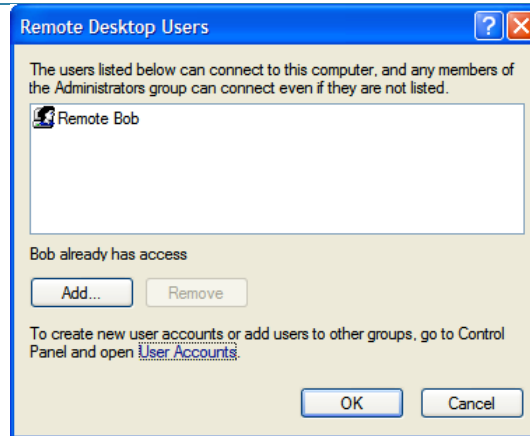 Remote Desktop Users
The users listed below can connect to this computer, and any members of
the Administrators group can connect even if they are not listed.
Remote Bob
Bob already has access
Add... Remove
To create new user accounts or add users to other groups, go to Control
Panel and open User Accounts.
OK Cancel